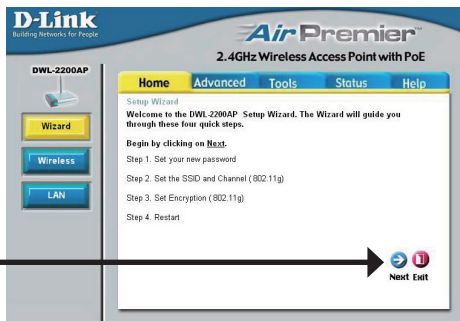 D-Link
Building Networks for People
Air Premier™
2.4GHz Wireless Access Point with PoE
DWL-2200AP
Home Advanced Tools Status Help
Wizard
Wireless
LAN
Setup Wizard
Welcome to the DWL-2200AP Setup Wizard. The Wizard will guide you
through these four quick steps.
Begin by clicking on Next.
Step 1. Set your new password
Step 2. Set the SSID and Channel (802.11g)
Step 3. Set Encryption (802.11g)
Step 4. Restart
Next Exit